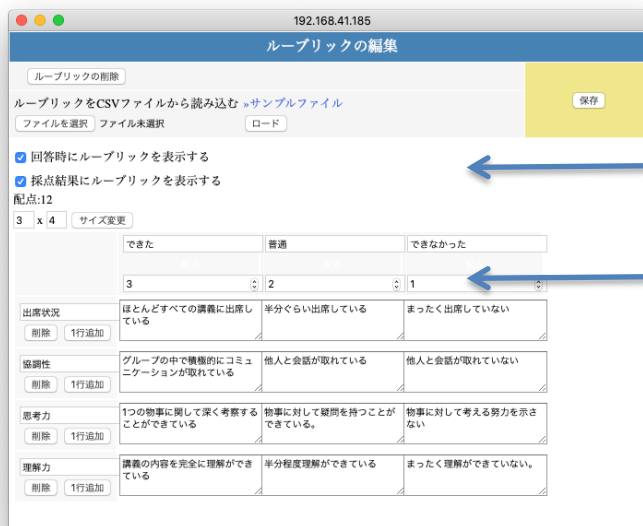 192.168.41.185
ルーブリックの編集
ルーブリックの削除
ルーブリックをCSVファイルから読み込む »サンプルファイル
保存
ファイルを選択 ファイル未選択 ロード
回答時にルーブリックを表示する
採点結果にルーブリックを表示する
配点:12
3 x 4 サイズ変更
できた 普通 できなかった
3 2 1
出席状況
削除 1行追加
ほとんどすべての講義に出席し
ている
半分ぐらい出席している
まったく出席していない
協調性
削除 1行追加
グループの中で積極的にコミュ
ニケーションが取れている
他人と会話が取れている
他人と会話が取れていない
思考力
削除 1行追加
1つの物事に関して深く考察する
ことができている
物事に対して疑問を持つことが
できている。
物事に対して考える努力を示さ
ない
理解力
削除 1行追加
講義の内容を完全に理解ができ
ている
半分程度理解ができている
まったく理解ができていない。